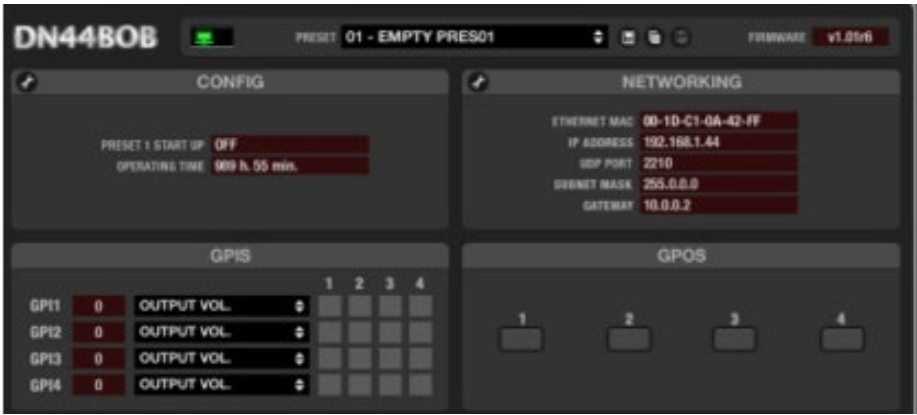 DN44BOB
PRESET 01 - EMPTY PRES01
FIRMWARE v1.01r6
CONFIG
PRESET 1 START UP OFF
OPERATING TIME 989 h. 55 min.
NETWORKING
ETHERNET MAC 00-1D-C1-0A-42-FF
IP ADDRESS 192.168.1.44
UDP PORT 2210
SUBNET MASK 255.0.0.0
GATEWAY 10.0.0.2
GPIS
1 2 3 4
GPI1 0 OUTPUT VOL.
GPI2 0 OUTPUT VOL.
GPI3 0 OUTPUT VOL.
GPI4 0 OUTPUT VOL.
GPOS
1 2 3 4